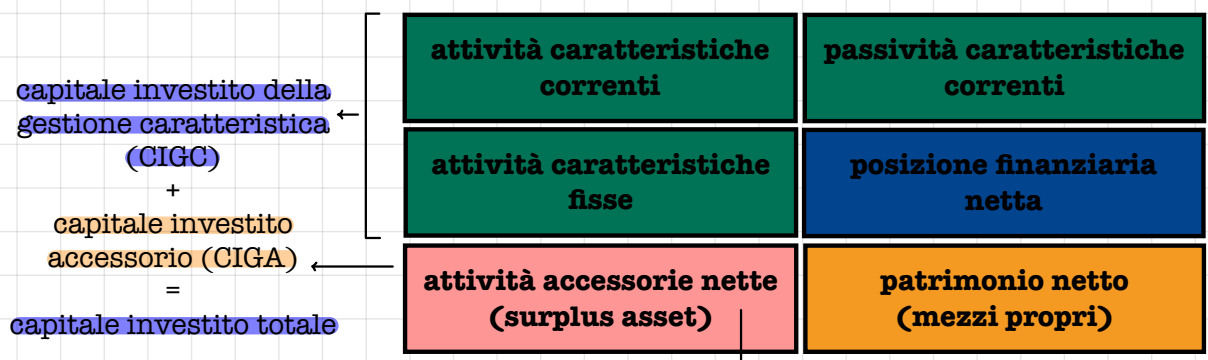 capitale investito della
gestione caratteristica
(CIGC)
+
capitale investito
accessorio (CIGA)
=
capitale investito totale
attività caratteristiche
correnti
passività caratteristiche
correnti
attività caratteristiche
fisse
posizione finanziaria
netta
attività accessorie nette
(surplus asset)
patrimonio netto
(mezzi propri)